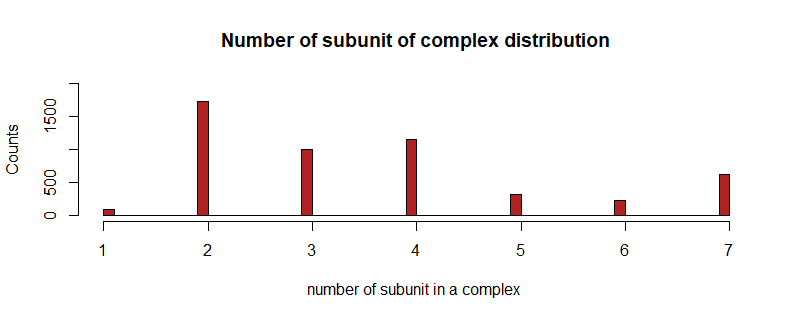 Number of subunit of complex distribution
Counts
1500
500
0
1 2 3 4 5 6 7
number of subunit in a complex